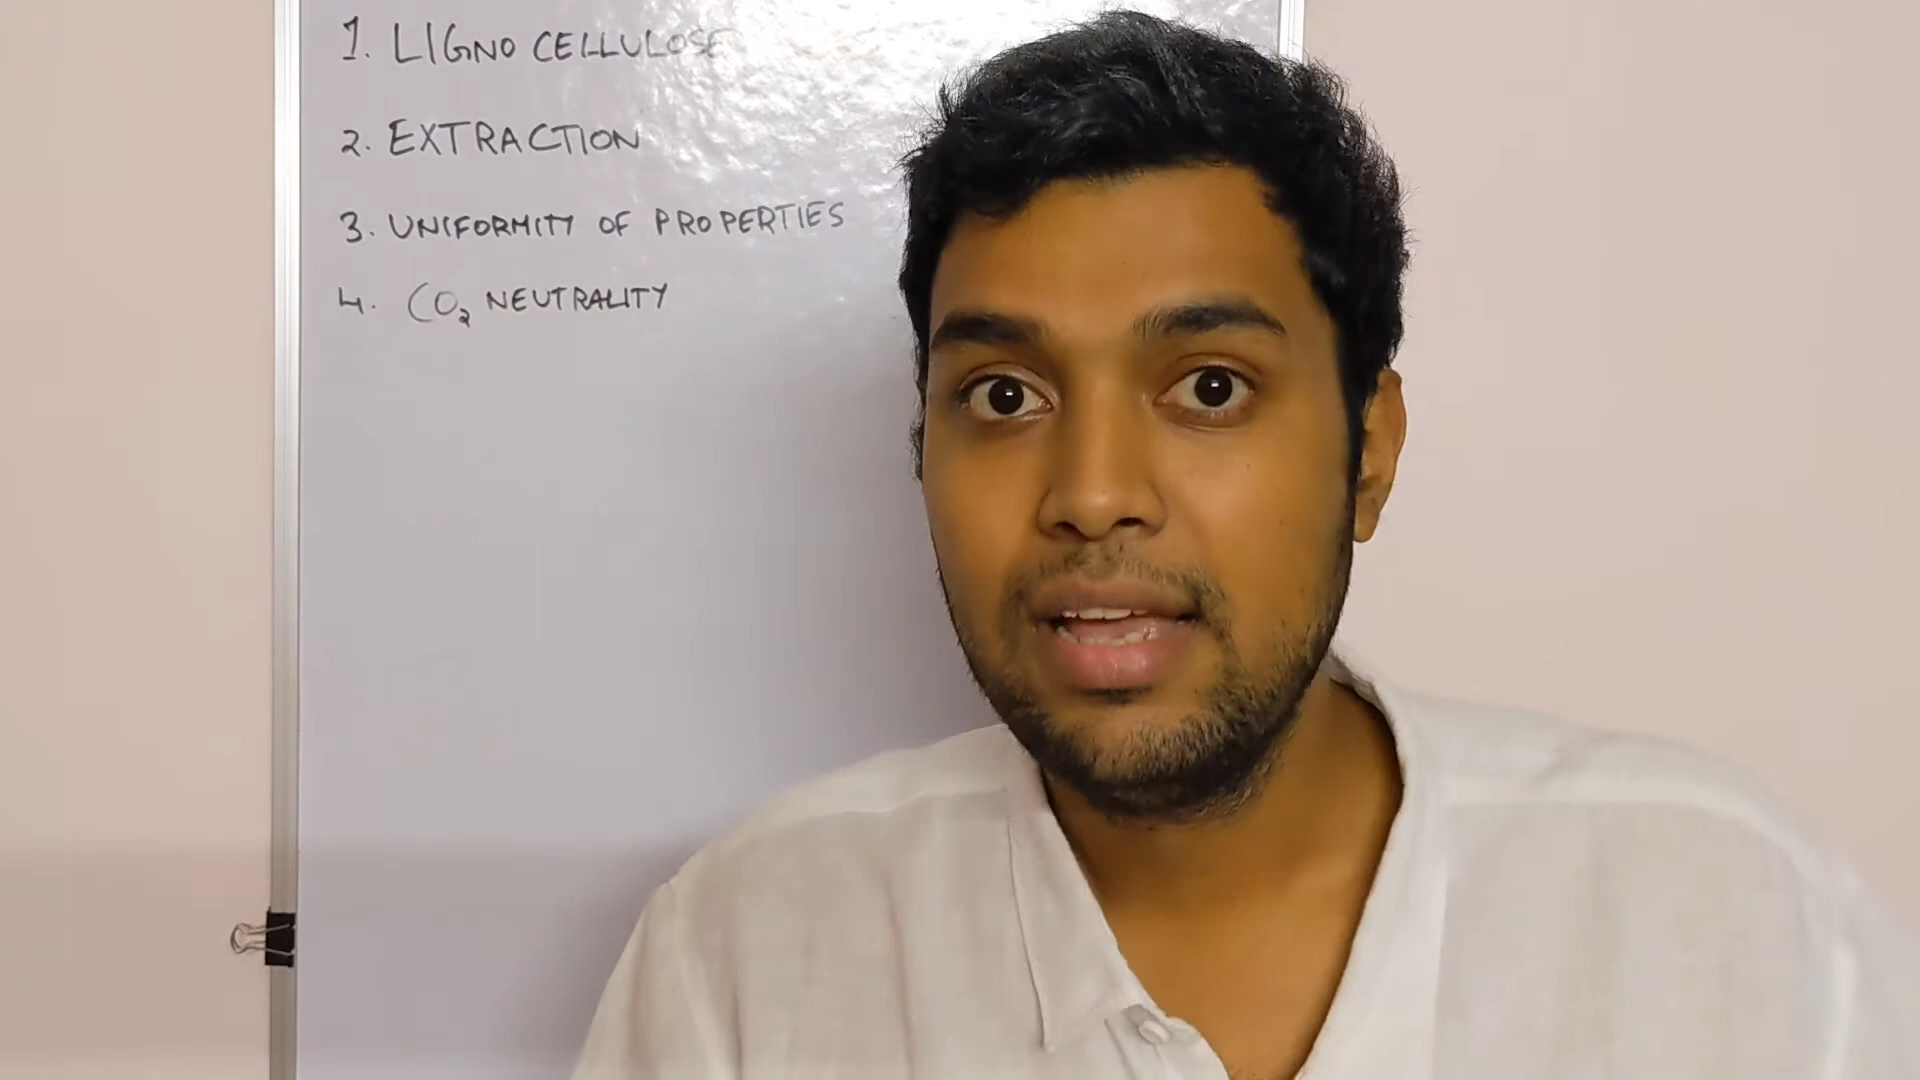 1. LIGNO CELLULOSE
2. EXTRACTION
3. UNIFORMITY OF PROPERTIES
4. CO₂ NEUTRALITY